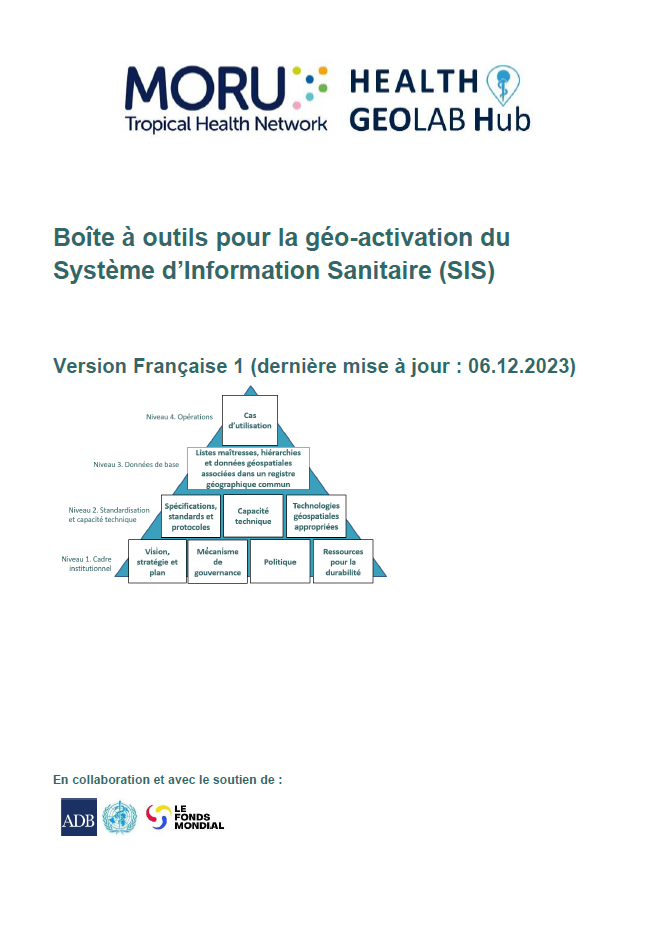 MORU
Tropical Health Network
HEALTH
GEOLAB Hub
Boîte à outils pour la géo-activation du
Système d’Information Sanitaire (SIS)
Version Française 1 (dernière mise à jour : 06.12.2023)
Niveau 4. Opérations
Cas
d’utilisation
Niveau 3. Données de base
Listes maîtresses, hiérarchies
et données géospatiales
associées dans un registre
géographique commun
Niveau 2. Standardisation
et capacité technique
Spécifications,
standards et
protocoles
Capacité
technique
Technologies
géospatiales
appropriées
Niveau 1. Cadre
institutionnel
Vision,
stratégie et
plan
Mécanisme
de
gouvernance
Politique
Ressources
pour la
durabilité
En collaboration et avec le soutien de :
ADB
LE
FONDS
MONDIAL